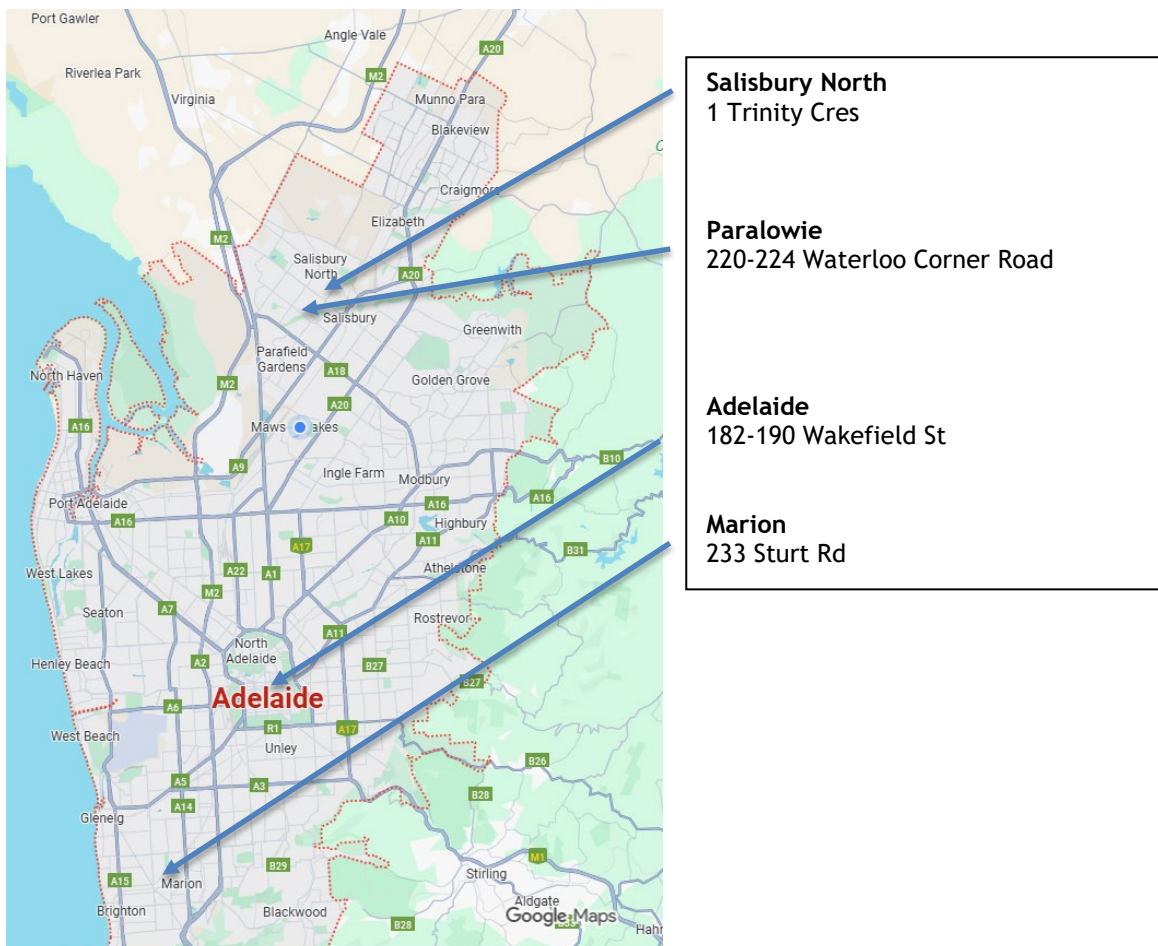 Port Gawler
Angle Vale
A20
Riverlea Park
M2
Virginia
Munno Para
Blakeview
Craigmore
Elizabeth
M2
Salisbury
North
A20
Salisbury
Greenwith
Parafield
Gardens
A18
North Haven
M2
Golden Grove
A20
A16
Maws
akes
A9
Ingle Farm
Modbury
B10
Port Adelaide
A16
A16
A16
A10
Highbury
A17
A11
B31
West Lakes
A22
A1
Athelstone
M2
Seaton
A7
Rostrevor
A11
North
Adelaide
Henley Beach
A2
B27
B27
Adelaide
A6
R1
A17
West Beach
Unley
B26
A5
A3
B28
A14
Glenelg
M1
B29
A15
Marion
Stirling
Brighton
Blackwood
Aldgate
Google Maps
B28
B33
Hahn
Salisbury North
1 Trinity Cres
Paralowie
220-224 Waterloo Corner Road
Adelaide
182-190 Wakefield St
Marion
233 Sturt Rd